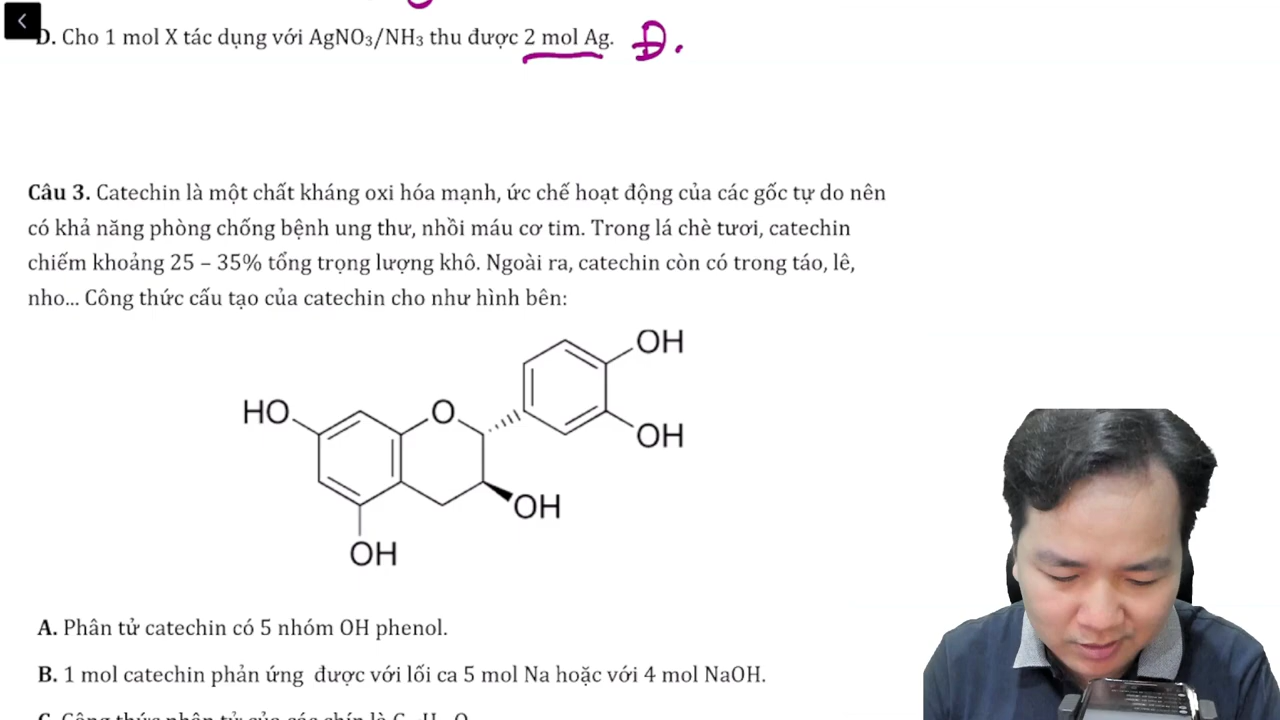 D. Cho 1 mol X tác dụng với AgNO₃/NH₃ thu được 2 mol Ag. D.
Câu 3. Catechin là một chất kháng oxi hóa mạnh, ức chế hoạt động của các gốc tự do nên
có khả năng phòng chống bệnh ung thư, nhồi máu cơ tim. Trong lá chè tươi, catechin
chiếm khoảng 25 – 35% tổng trọng lượng khô. Ngoài ra, catechin còn có trong táo, lê,
nho... Công thức cấu tạo của catechin cho như hình bên:
OH
HO
O
OH
OH
OH
A. Phân tử catechin có 5 nhóm OH phenol.
B. 1 mol catechin phản ứng được với lối ca 5 mol Na hoặc với 4 mol NaOH.
C. Công thức phân tử của